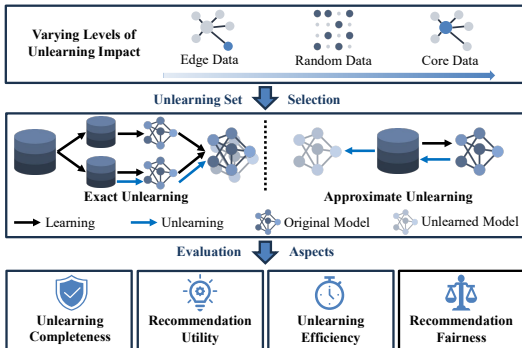 Varying Levels of
Unlearning Impact
Edge Data
Random Data
Core Data
Unlearning Set
Selection
Exact Unlearning
Approximate Unlearning
Learning
Unlearning
Original Model
Unlearned Model
Evaluation
Aspects
Unlearning
Completeness
Recommendation
Utility
Unlearning
Efficiency
Recommendation
Fairness